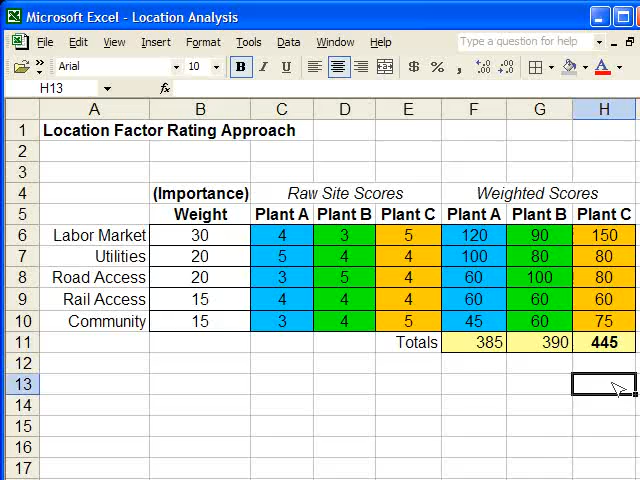 Microsoft Excel - Location Analysis
File Edit View Insert Format Tools Data Window Help Type a question for help
Arial 10 B I U $ % ,
H13 fx
A B C D E F G H
1 Location Factor Rating Approach
2
3
4 (Importance) Raw Site Scores Weighted Scores
5 Weight Plant A Plant B Plant C Plant A Plant B Plant C
6 Labor Market 30 4 3 5 120 90 150
7 Utilities 20 5 4 4 100 80 80
8 Road Access 20 3 5 4 60 100 80
9 Rail Access 15 4 4 4 60 60 60
10 Community 15 3 4 5 45 60 75
11 Totals 385 390 445
12
13
14
15
16
17